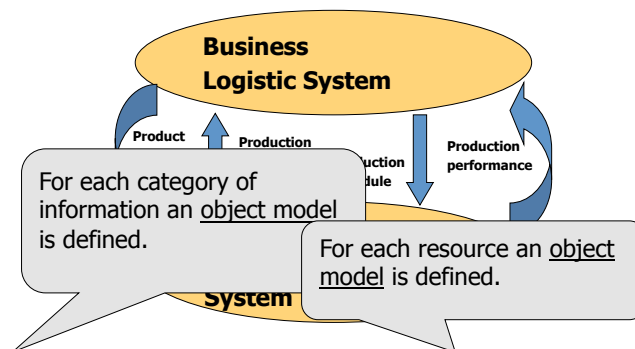 Business
Logistic System
Product
Production
Production
performance
For each category of
information an object model
is defined.
For each resource an object
model is defined.
System